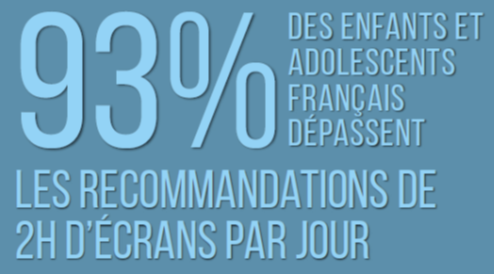 93%
DES ENFANTS ET
ADOLESCENTS
FRANÇAIS
DÉPASSENT
LES RECOMMANDATIONS DE
2H D'ÉCRANS PAR JOUR